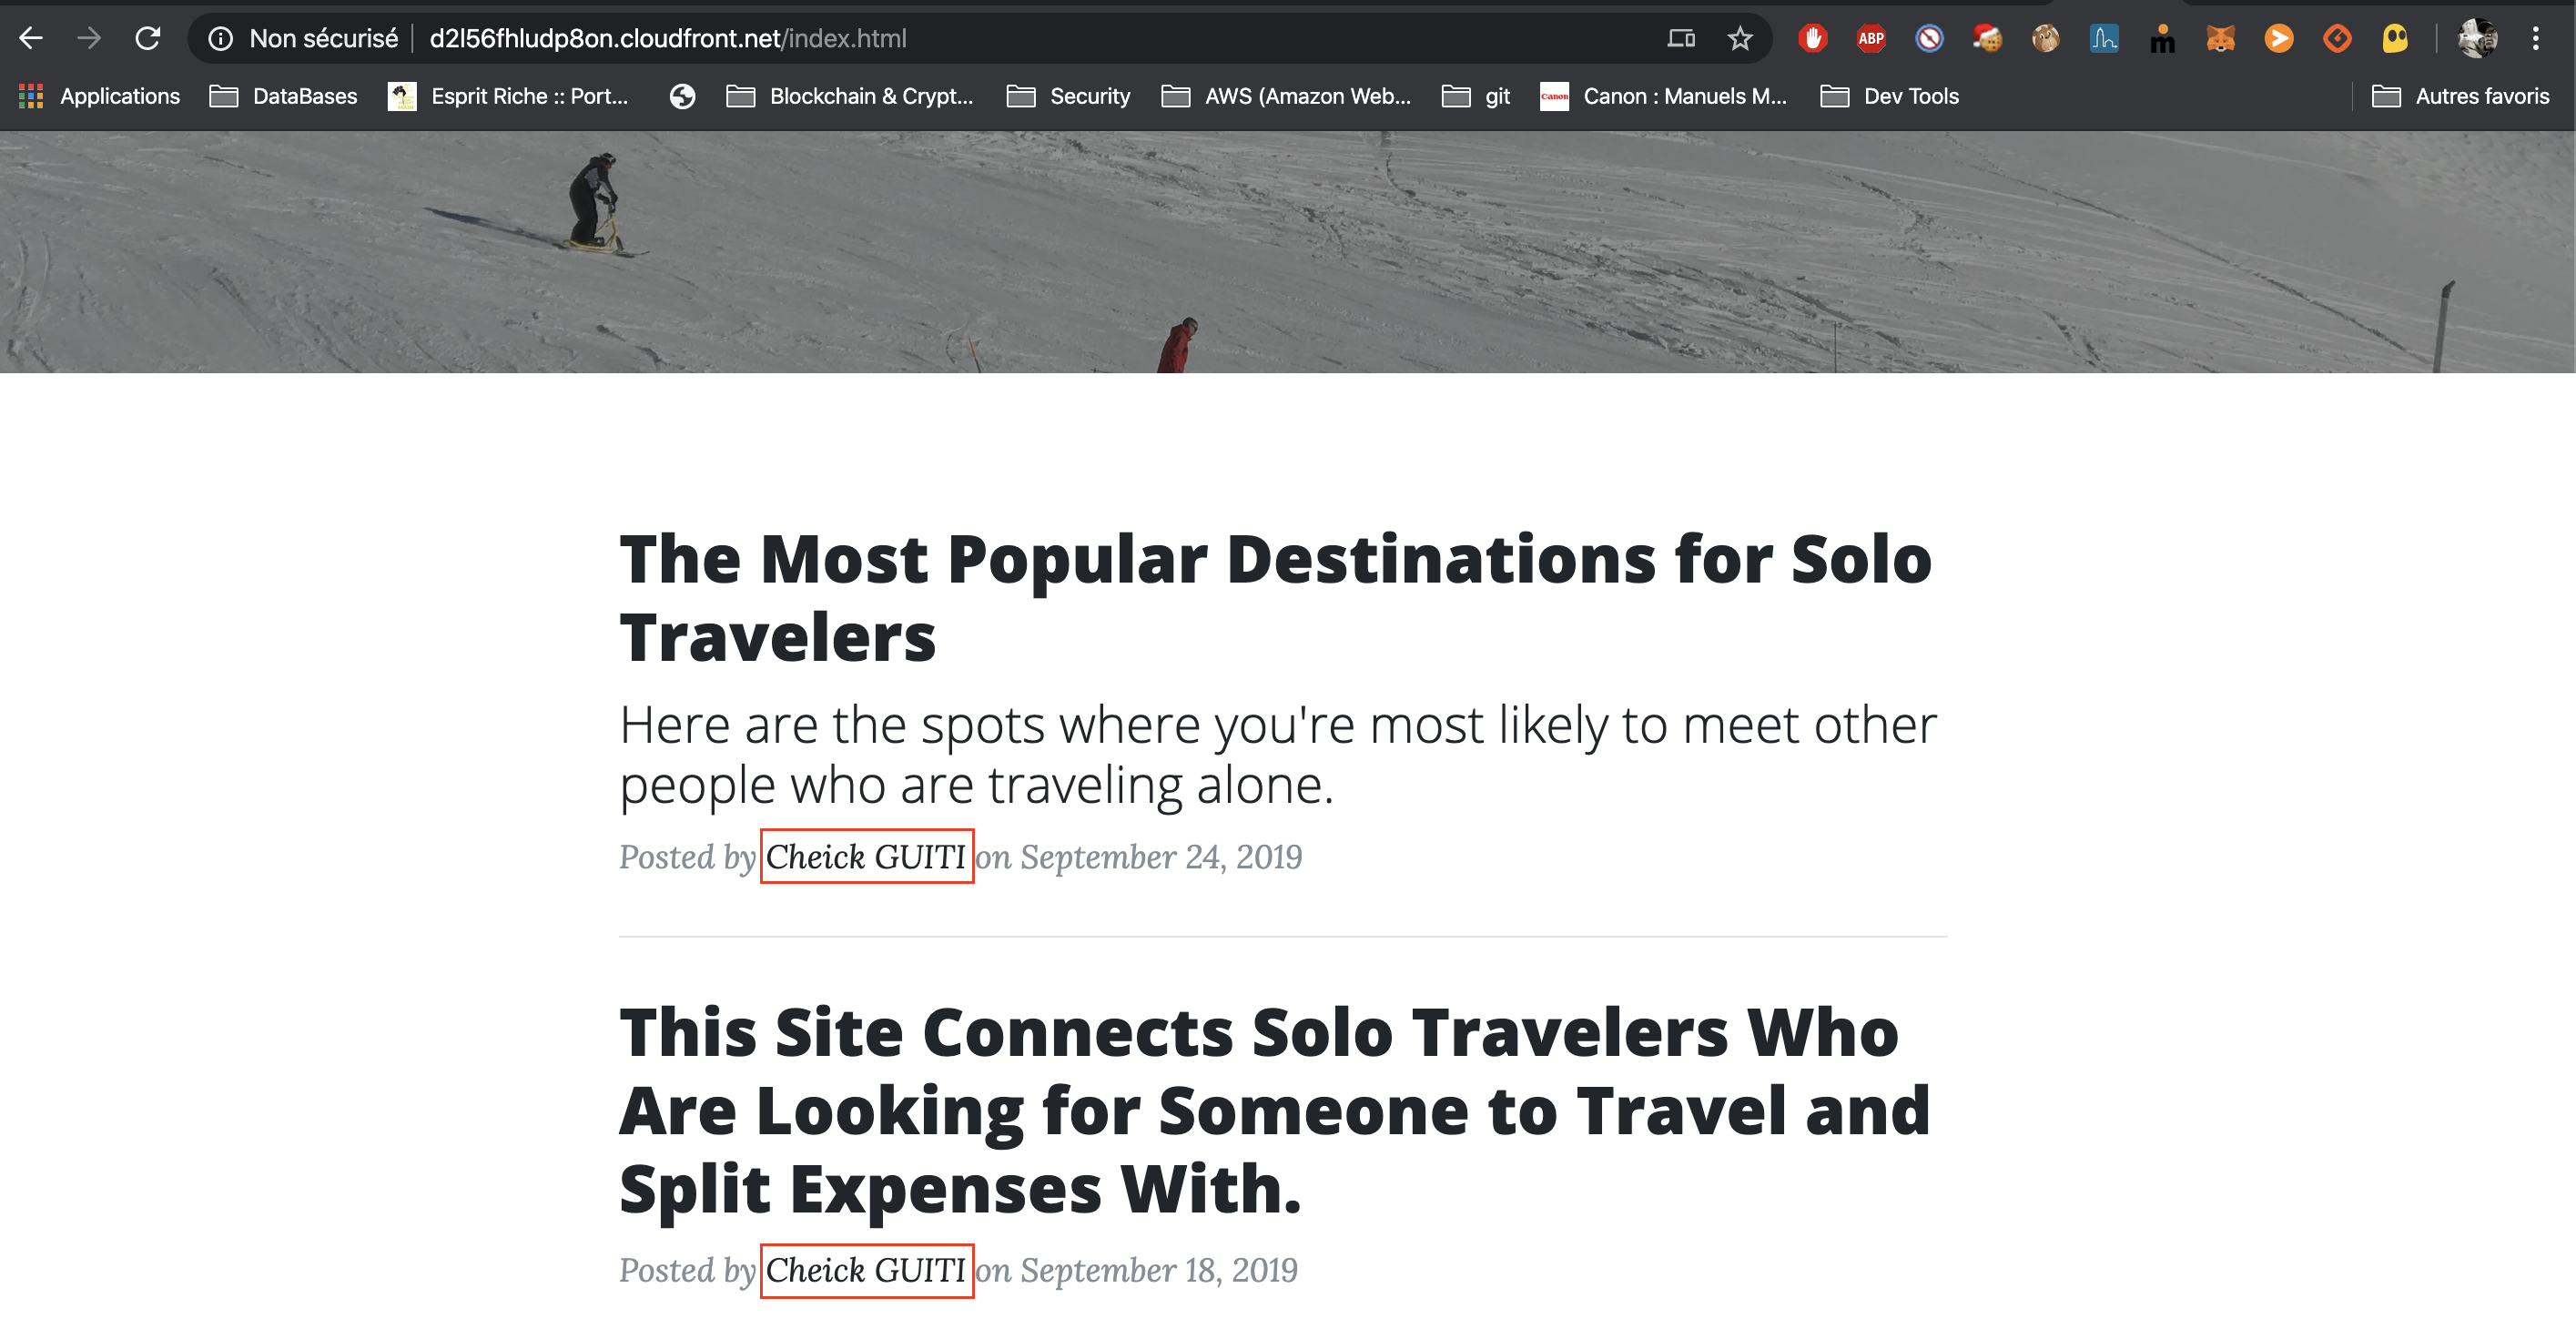 Non sécurisé d2l56fhludp8on.cloudfront.net/index.html ABP
Applications DataBases Esprit Riche :: Port... Blockchain & Crypt... Security AWS (Amazon Web... git Canon Canon : Manuels M... Dev Tools Autres favoris
The Most Popular Destinations for Solo
Travelers
Here are the spots where you're most likely to meet other
people who are traveling alone.
Posted by Cheick GUITI on September 24, 2019
This Site Connects Solo Travelers Who
Are Looking for Someone to Travel and
Split Expenses With.
Posted by Cheick GUITI on September 18, 2019